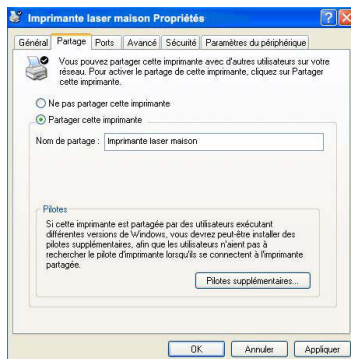 Imprimante laser maison Propriétés
Général Partage Ports Avancé Sécurité Paramètres du périphérique
Vous pouvez partager cette imprimante avec d'autres utilisateurs sur votre
réseau. Pour activer le partage de cette imprimante, cliquez sur Partager
cette imprimante.
Ne pas partager cette imprimante
Partager cette imprimante
Nom de partage : Imprimante laser maison
Pilotes
Si cette imprimante est partagée par des utilisateurs exécutant
différentes versions de Windows, vous devrez peut-être installer des
pilotes supplémentaires, afin que les utilisateurs n'aient pas à
rechercher le pilote d'imprimante lorsqu'ils se connectent à l'imprimante
partagée.
Pilotes supplémentaires...
OK Annuler Appliquer